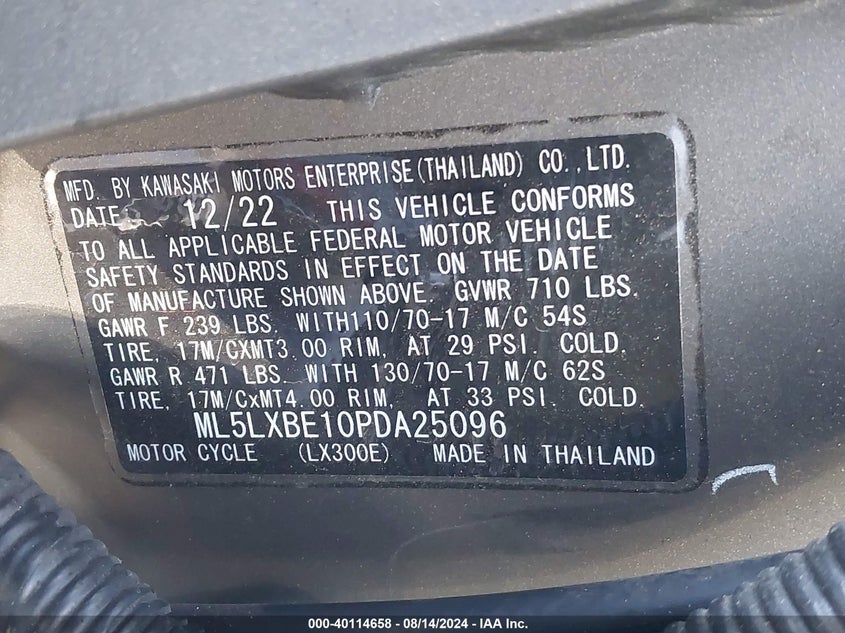 MFD. BY KAWASAKI MOTORS ENTERPRISE(THAILAND) CO.,LTD.
DATE: 12/22 THIS VEHICLE CONFORMS
TO ALL APPLICABLE FEDERAL MOTOR VEHICLE
SAFETY STANDARDS IN EFFECT ON THE DATE
OF MANUFACTURE SHOWN ABOVE. GVWR 710 LBS.
GAWR F 239 LBS. WITH110/70-17 M/C 54S
TIRE, 17M/CXMT3.00 RIM, AT 29 PSI. COLD.
GAWR R 471 LBS. WITH 130/70-17 M/C 62S
TIRE, 17M/CxMT4.00 RIM, AT 33 PSI. COLD.
ML5LXBE10PDA25096
MOTOR CYCLE (LX300E) MADE IN THAILAND
000-40114658 - 08/14/2024 - IAA Inc.